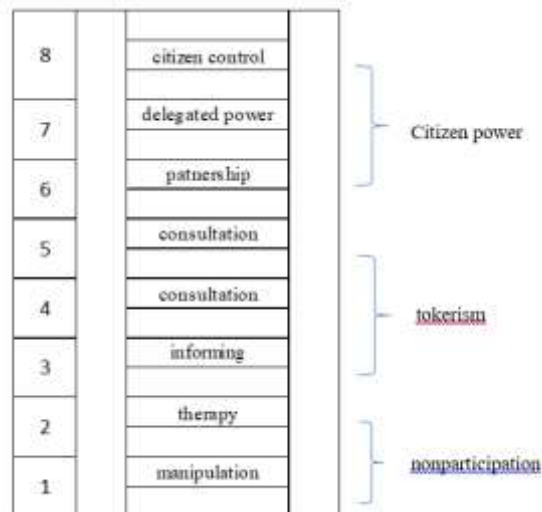 8
citizen control
7
delegated power
Citizen power
6
patnership
5
consultation
4
consultation
tokerism
3
informing
2
therapy
nonparticipation
1
manipulation